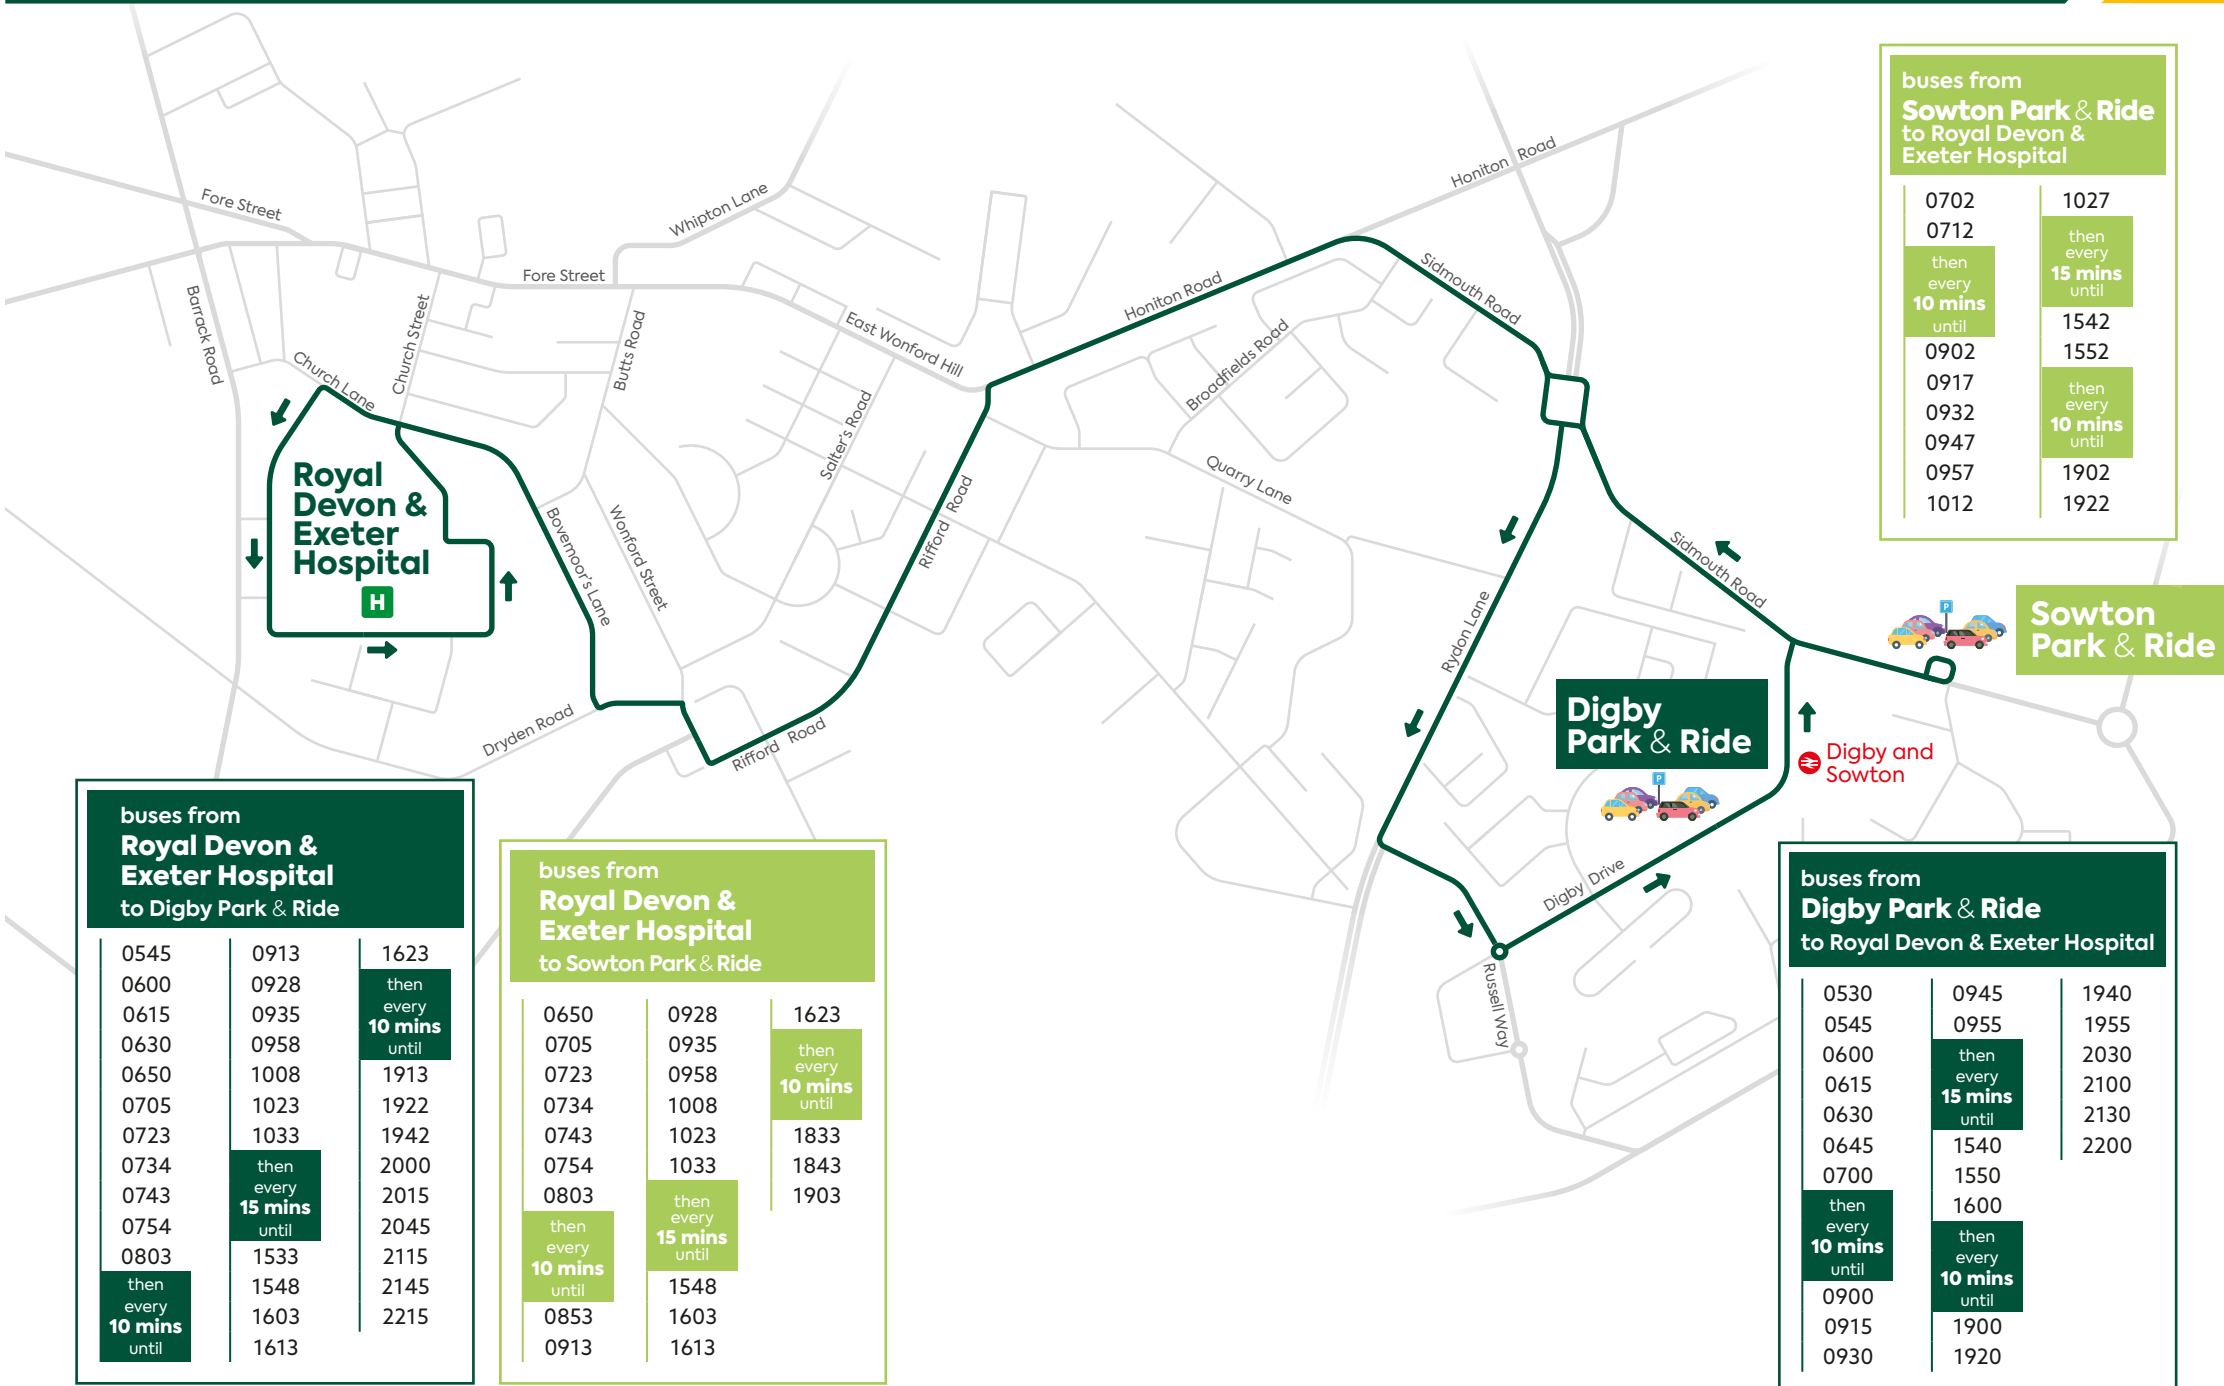 buses from
Sowton Park & Ride
to Royal Devon &
Exeter Hospital
0702
0712
then
every
10 mins
until
0902
0917
0932
0947
0957
1012
1027
then
every
15 mins
until
1542
1552
then
every
10 mins
until
1902
1922
Honiton Road
Whipton Lane
Fore Street
Fore Street
Barrack Road
Church Street
Church Lane
Butts Road
East Wonford Hill
Honiton Road
Sidmouth Road
Broadfields Road
Salter's Road
Quarry Lane
Rifford Road
Bovemoor's Lane
Wonford Street
Royal
Devon &
Exeter
Hospital
H
Sidmouth Road
Rydon Lane
P
Sowton
Park & Ride
Digby
Park & Ride
P
Digby and
Sowton
Dryden Road
Rifford Road
Digby Drive
Russell Way
buses from
Royal Devon &
Exeter Hospital
to Digby Park & Ride
0545
0600
0615
0630
0650
0705
0723
0734
0743
0754
0803
then
every
10 mins
until
0913
0928
0935
0958
1008
1023
1033
then
every
15 mins
until
1533
1548
1603
1613
1623
then
every
10 mins
until
1913
1922
1942
2000
2015
2045
2115
2145
2215
buses from
Royal Devon &
Exeter Hospital
to Sowton Park & Ride
0650
0705
0723
0734
0743
0754
0803
then
every
10 mins
until
0853
0913
0928
0935
0958
1008
1023
1033
then
every
15 mins
until
1548
1603
1613
1623
then
every
10 mins
until
1833
1843
1903
buses from
Digby Park & Ride
to Royal Devon & Exeter Hospital
0530
0545
0600
0615
0630
0645
0700
then
every
10 mins
until
0900
0915
0930
0945
0955
then
every
15 mins
until
1540
1550
1600
then
every
10 mins
until
1900
1920
1940
1955
2030
2100
2130
2200